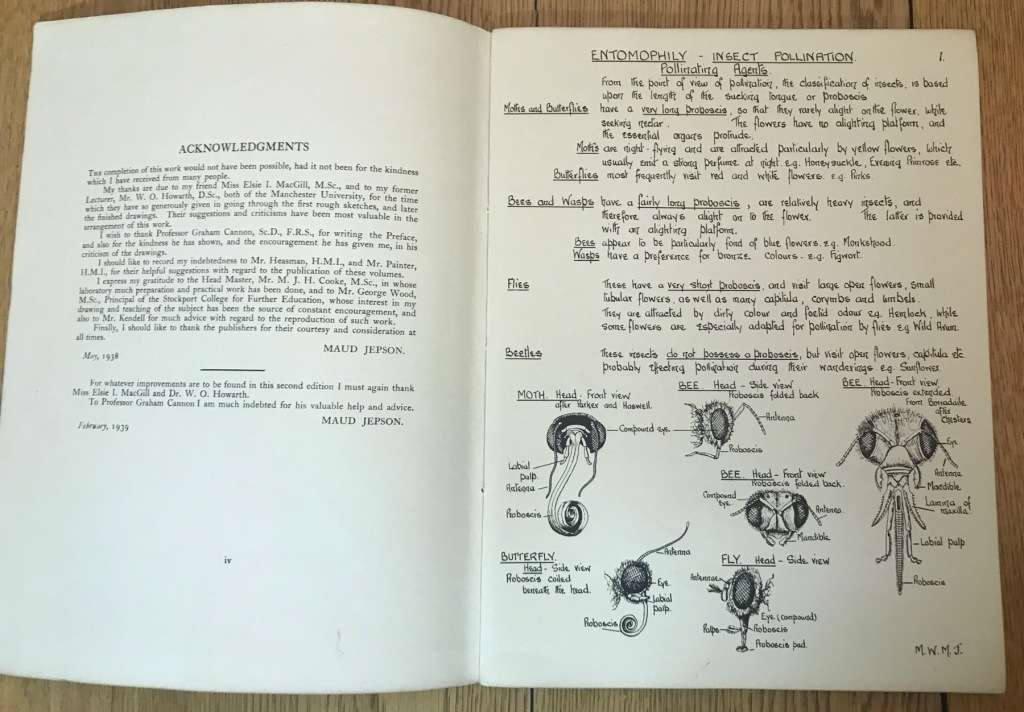 ACKNOWLEDGMENTS
THE completion of this work would not have been possible, had it not been for the kindness
which I have received from many people.
My thanks are due to my friend Miss Elsie I. MacGill, M.Sc., and to my former
Lecturer, Mr. W. O. Howarth, D.Sc., both of the Manchester University, for the time
which they have so generously given in going through the first rough sketches, and later
the finished drawings. Their suggestions and criticisms have been most valuable in the
arrangement of this work.
I wish to thank Professor Graham Cannon, Sc.D., F.R.S., for writing the Preface,
and also for the kindness he has shown, and the encouragement he has given me, in his
criticism of the drawings.
I should like to record my indebtedness to Mr. Heasman, H.M.I., and Mr. Painter,
H.M.I., for their helpful suggestions with regard to the publication of these volumes.
I express my gratitude to the Head Master, Mr. M. J. H. Cooke, M.Sc., in whose
laboratory much preparation and practical work has been done, and to Mr. George Wood,
M.Sc., Principal of the Stockport College for Further Education, whose interest in my
drawing and teaching of the subject has been the source of constant encouragement, and
also to Mr. Kendell for much advice with regard to the reproduction of such work.
Finally, I should like to thank the publishers for their courtesy and consideration at
all times.
MAUD JEPSON.
May, 1938
For whatever improvements are to be found in this second edition I must again thank
Miss Elsie I. MacGill and Dr. W. O. Howarth.
To Professor Graham Cannon I am much indebted for his valuable help and advice.
MAUD JEPSON.
February, 1939
iv
ENTOMOPHILY - INSECT POLLINATION. 1.
Pollinating Agents.
From the point of view of pollination, the classification of insects, is based
upon the length of the sucking tongue or proboscis
Moths and Butterflies have a very long proboscis, so that they rarely alight on the flower, while
seeking nectar. The flowers have no alighting platform, and
the essential organs protrude.
Moths are night-flying and are attracted particularly by yellow flowers, which
usually emit a strong perfume at night e.g. Honeysuckle, Evening Primrose etc.
Butterflies most frequently visit red and white flowers. e.g. Pinks.
Bees and Wasps have a fairly long proboscis, are relatively heavy insects, and
therefore always alight on to the flower. The latter is provided
with an alighting platform.
Bees appear to be particularly fond of blue flowers. e.g. Monkshood.
Wasps have a preference for bronze colours. e.g. Figwort.
Flies These have a very short proboscis, and visit large open flowers, small
tubular flowers, as well as many capitula, corymbs and umbels.
They are attracted by dirty colour and foetid odour e.g. Hemlock, while
some flowers are especially adapted for pollination by flies e.g. Wild Arum.
Beetles These insects do not possess a proboscis, but visit open flowers, capitula etc
probably effecting pollination during their wanderings e.g. Sunflower.
MOTH. Head - Front view
after Parker and Haswell.
Compound eye.
Labial
palp.
Antenna
Proboscis
BEE Head - Side view
Proboscis folded back
Antenna
Proboscis
BEE Head - Front view
Proboscis extended
From Borradaile
after
Cheshire
Eye
Antenna
Mandible.
Lamina of
maxilla.
Labial palp
Proboscis
BEE. Head - Front view
Proboscis folded back.
Compound
eye.
Antenna
Mandible.
BUTTERFLY.
Head - Side view
Proboscis coiled
beneath the head.
Antenna
Eye.
Labial
palp.
Proboscis
FLY. Head - Side view
Antennae
Eye. (compound)
Palps
Proboscis
Proboscis pad.
M.W.M.J.